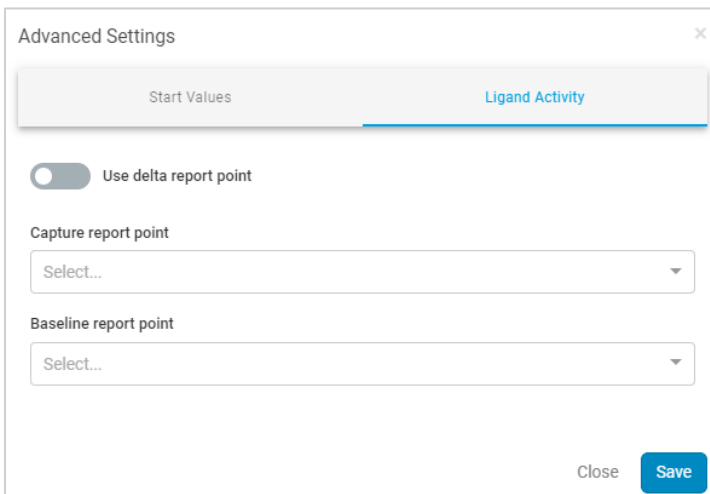 Advanced Settings ×
Start Values Ligand Activity
Use delta report point
Capture report point
Select...
Baseline report point
Select...
Close Save